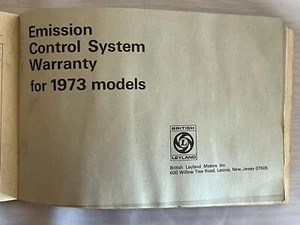 Emission
Control System
Warranty
for 1973 models
BRITISH
L
LEYLAND
British Leyland Motors Inc.
600 Willow Tree Road, Leonia, New Jersey 07605